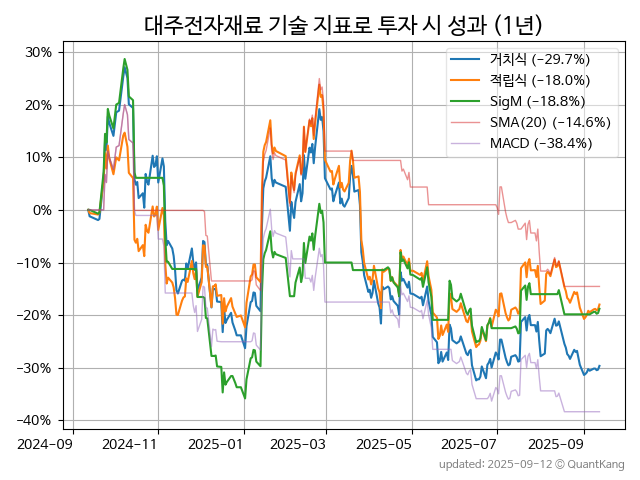 대주전자재료 기술 지표로 투자 시 성과 (1년)
30%
20%
10%
0%
−10%
−20%
−30%
−40%
거치식 (−29.7%)
적립식 (−18.0%)
SigM (−18.8%)
SMA(20) (−14.6%)
MACD (−38.4%)
2024-09
2024-11
2025-01
2025-03
2025-05
2025-07
2025-09
updated: 2025-09-12 © QuantKang